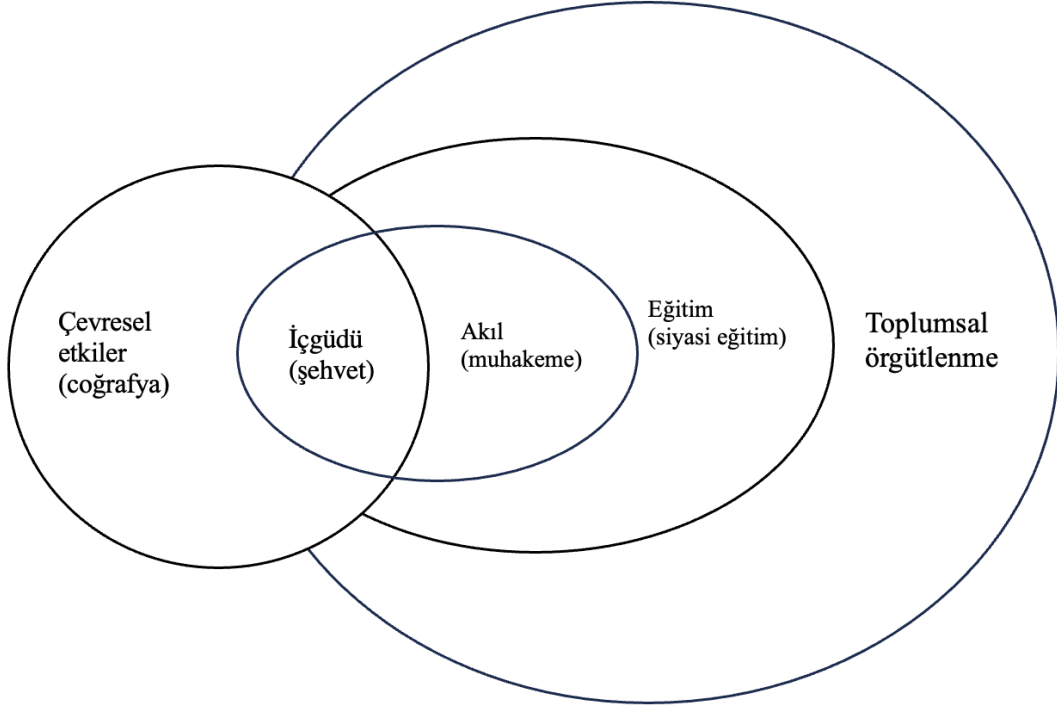 Çevresel
etkiler
(coğrafya)
İçgüdü
(şehvet)
Akıl
(muhakeme)
Eğitim
(siyasi eğitim)
Toplumsal
örgütlenme